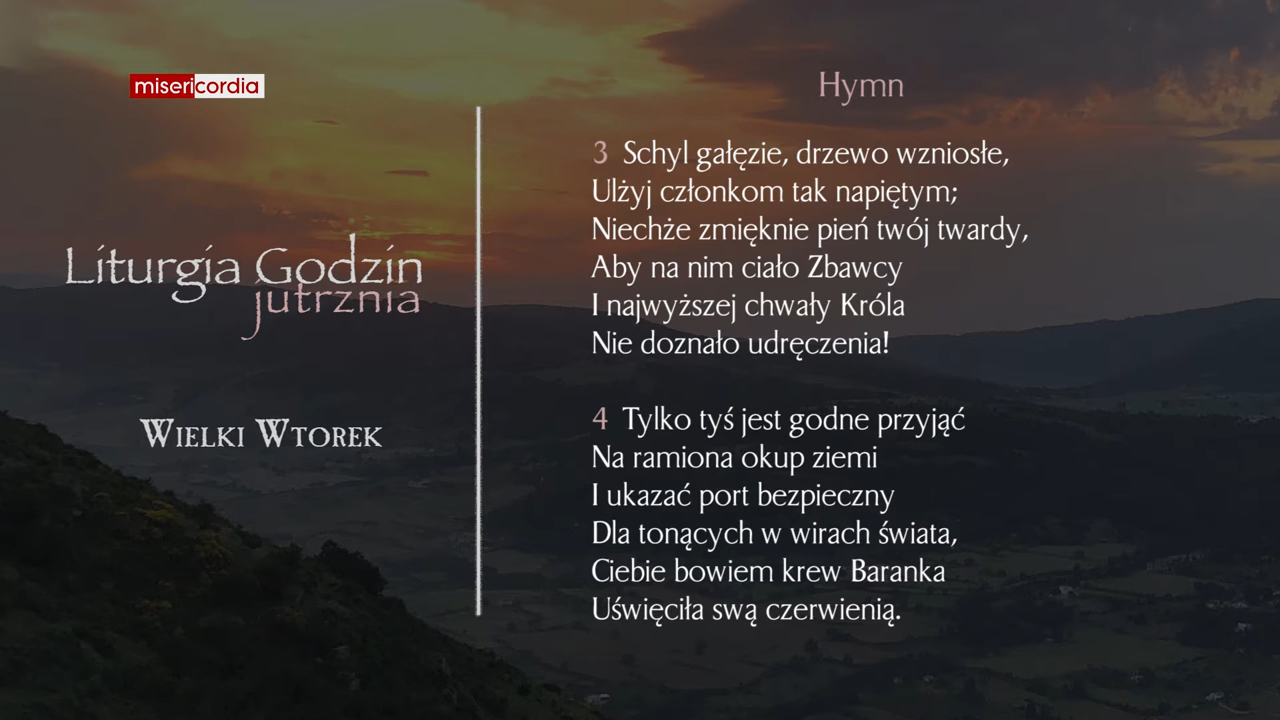 misericordia
Liturgia Godzin
jutrznia
Wielki Wtorek
Hymn
3 Schyl gałęzie, drzewo wzniosłe,
Ulżyj członkom tak napiętym;
Niechże zmięknie pień twój twardy,
Aby na nim ciało Zbawcy
I najwyższej chwały Króla
Nie doznało udręczenia!
4 Tylko tyś jest godne przyjąć
Na ramiona okup ziemi
I ukazać port bezpieczny
Dla tonących w wirach świata,
Ciebie bowiem krew Baranka
Uświęciła swą czerwienią.